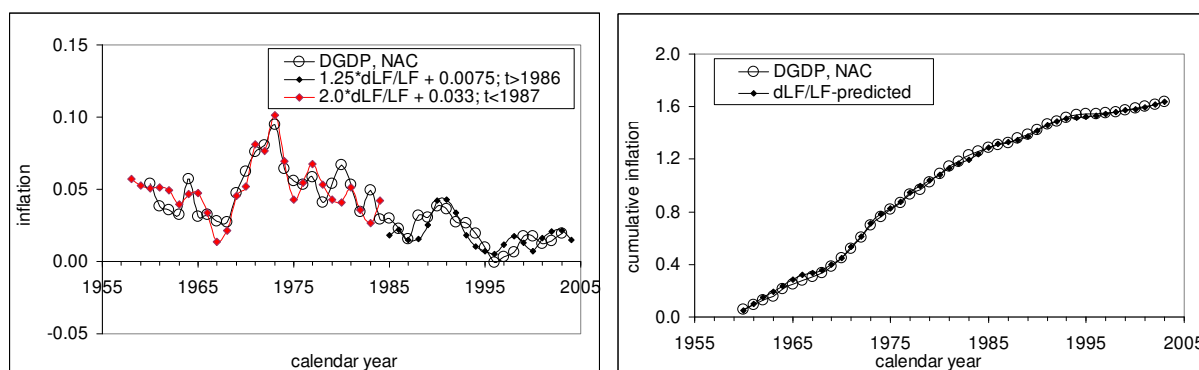 0.15
0.10
0.05
0.00
-0.05
inflation
DGDP, NAC
1.25*dLF/LF + 0.0075; t>1986
2.0*dLF/LF + 0.033; t<1987
1955 1965 1975 1985 1995 2005
calendar year
2.0
1.6
1.2
0.8
0.4
0.0
cumulative inflation
DGDP, NAC
dLF/LF-predicted
1955 1965 1975 1985 1995 2005
calendar year